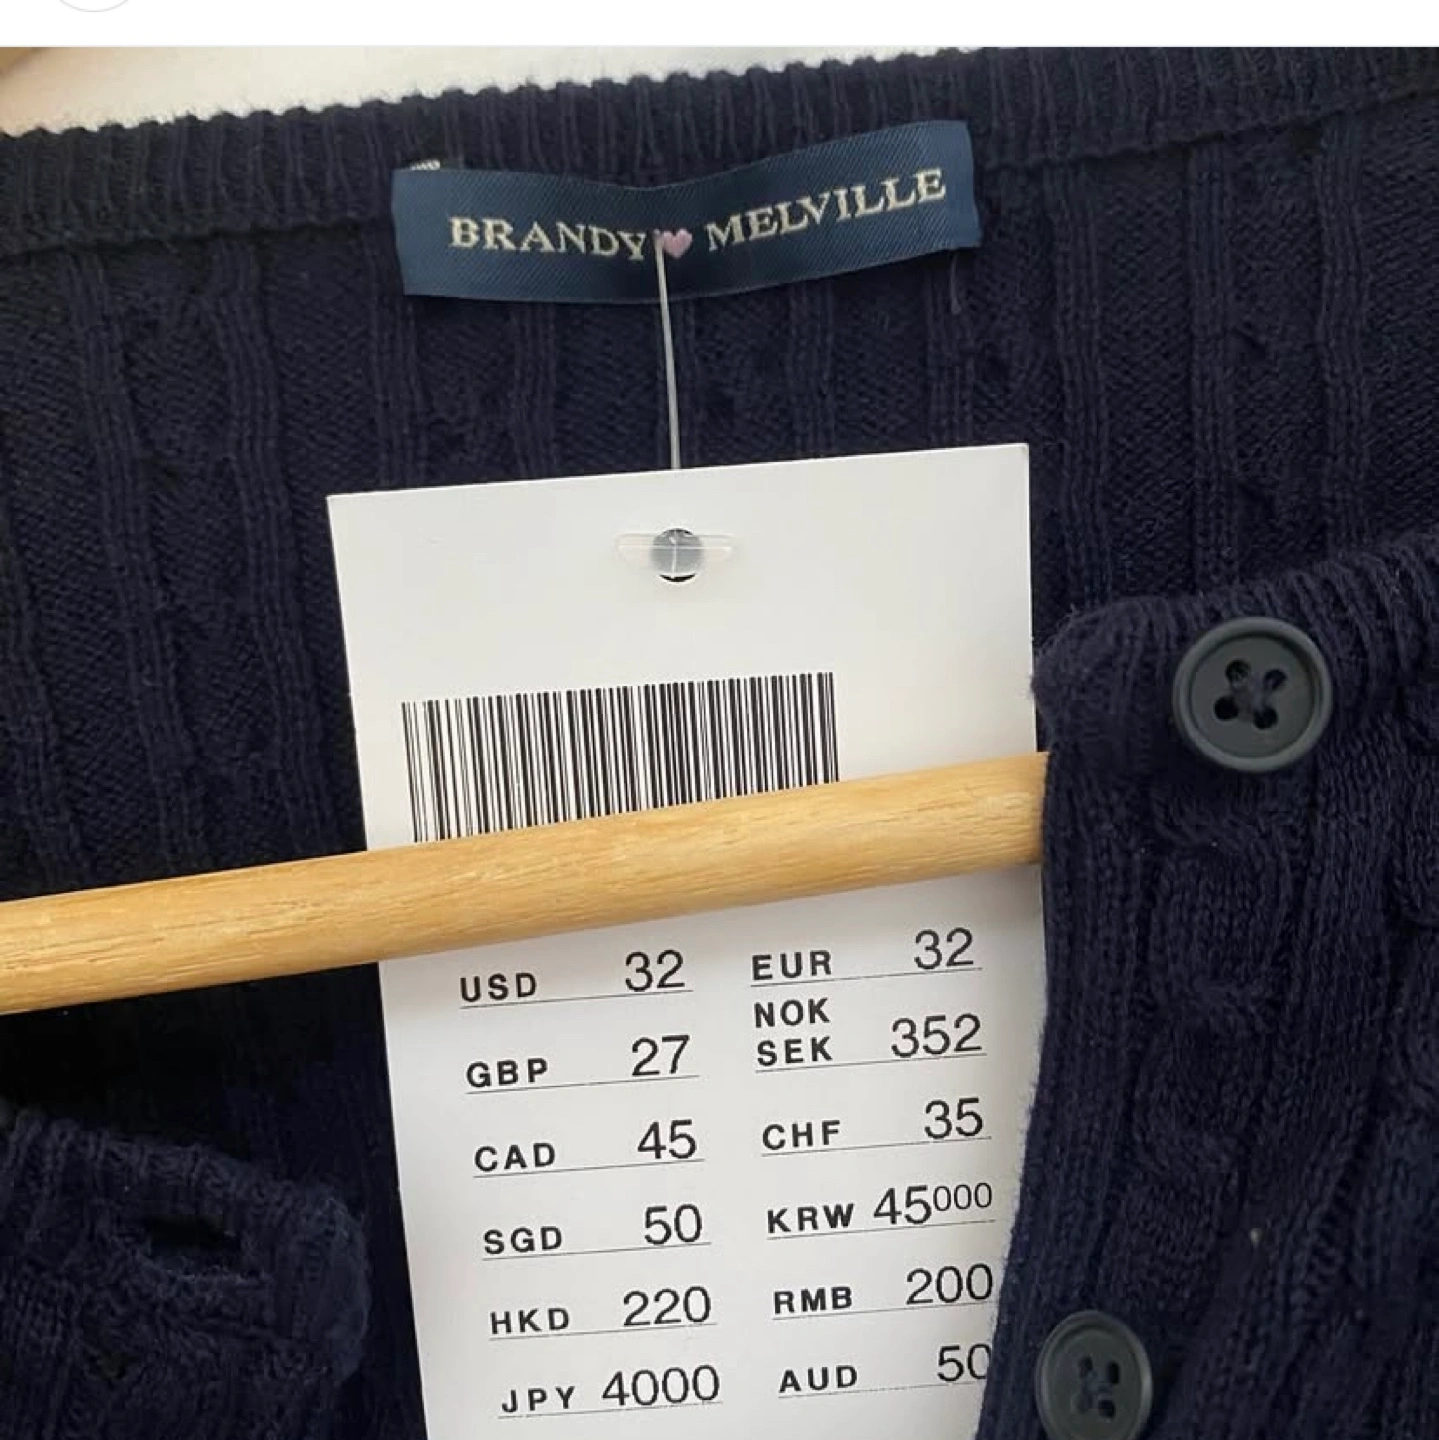 BRANDY MELVILLE
USD 32
EUR 32
GBP 27
NOK
SEK 352
CAD 45
CHF 35
SGD 50
KRW 45000
HKD 220
RMB 200
JPY 4000
AUD 50